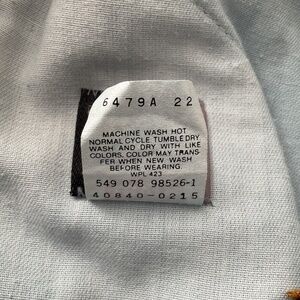 6479A 22
MACHINE WASH HOT
NORMAL CYCLE TUMBLE DRY
WASH AND DRY WITH LIKE
COLORS. COLOR MAY TRANS
FER WHEN NEW WASH
BEFORE WEARING.
WPL 423
549 078 98526-1
40840-0215